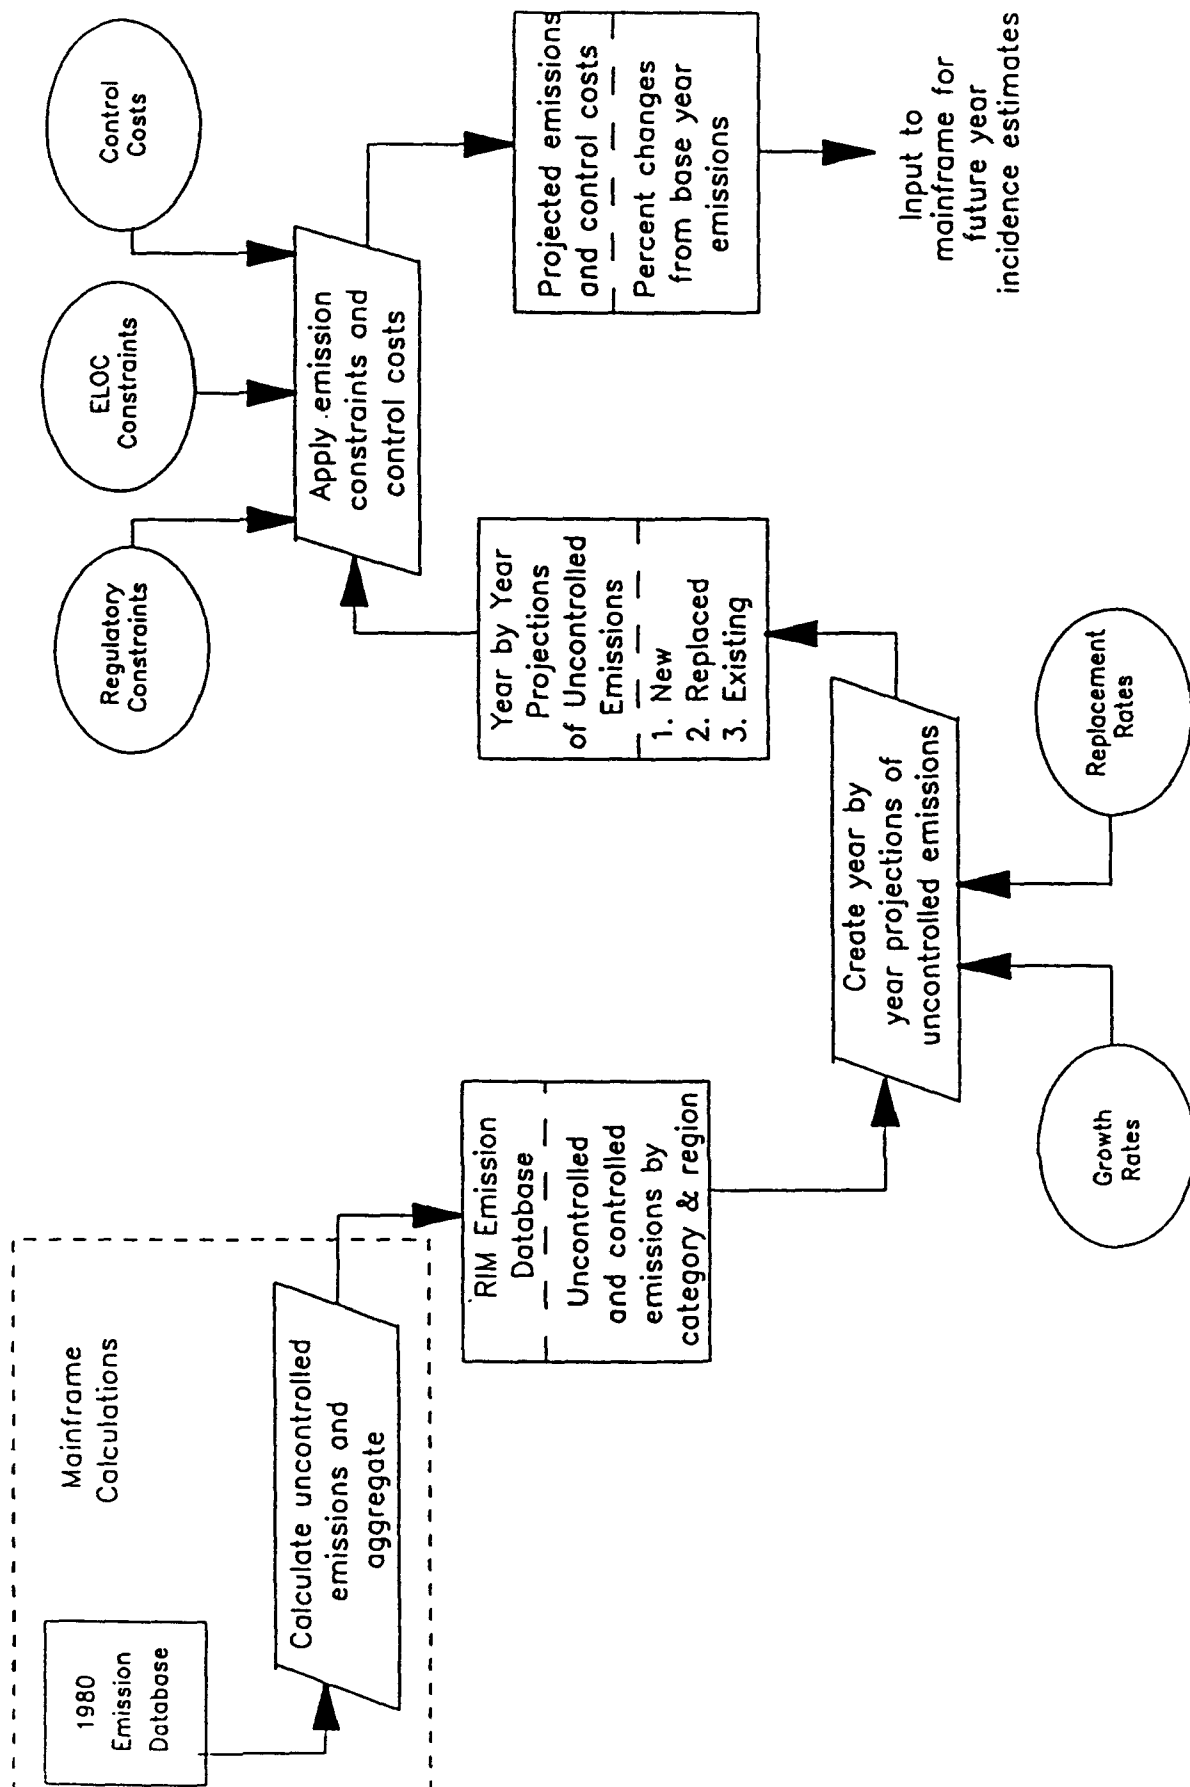 1980
Emission
Database
Mainframe
Calculations
Calculate uncontrolled
emissions and
aggregate
RIM Emission
Database
Uncontrolled
and controlled
emissions by
category & region
Create year by
year projections of
uncontrolled emissions
Growth
Rates
Replacement
Rates
Year by Year
Projections
of Uncontrolled
Emissions
1. New
2. Replaced
3. Existing
Regulatory
Constraints
ELOC
Constraints
Control
Costs
Apply emission
constraints and
control costs
Projected emissions
and control costs
Percent changes
from base year
emissions
Input to
mainframe for
future year
incidence estimates